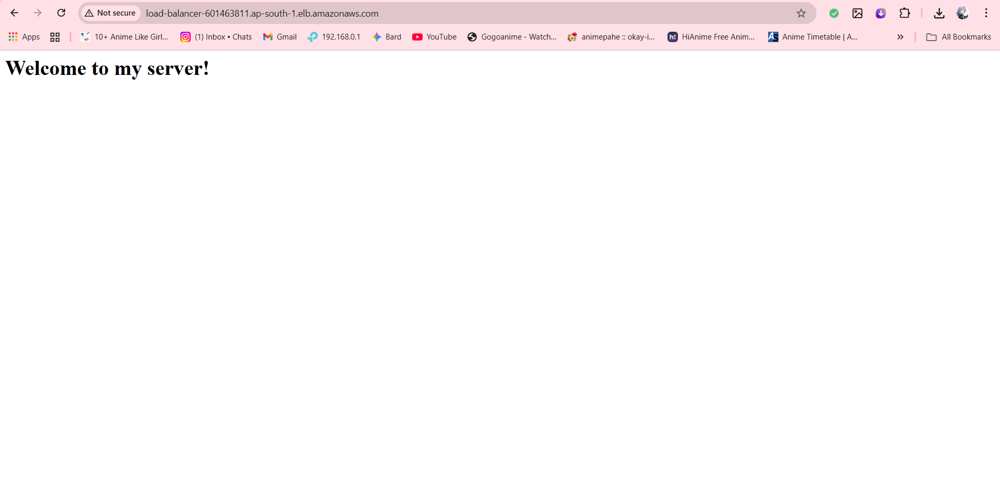 Not secure load-balancer-601463811.ap-south-1.elb.amazonaws.com
Apps 10+ Anime Like Girl... (1) Inbox • Chats Gmail 192.168.0.1 Bard YouTube Gogoanime - Watch... animepahe :: okay-i... h! HiAnime Free Anim... AS Anime Timetable | A... » All Bookmarks
Welcome to my server!